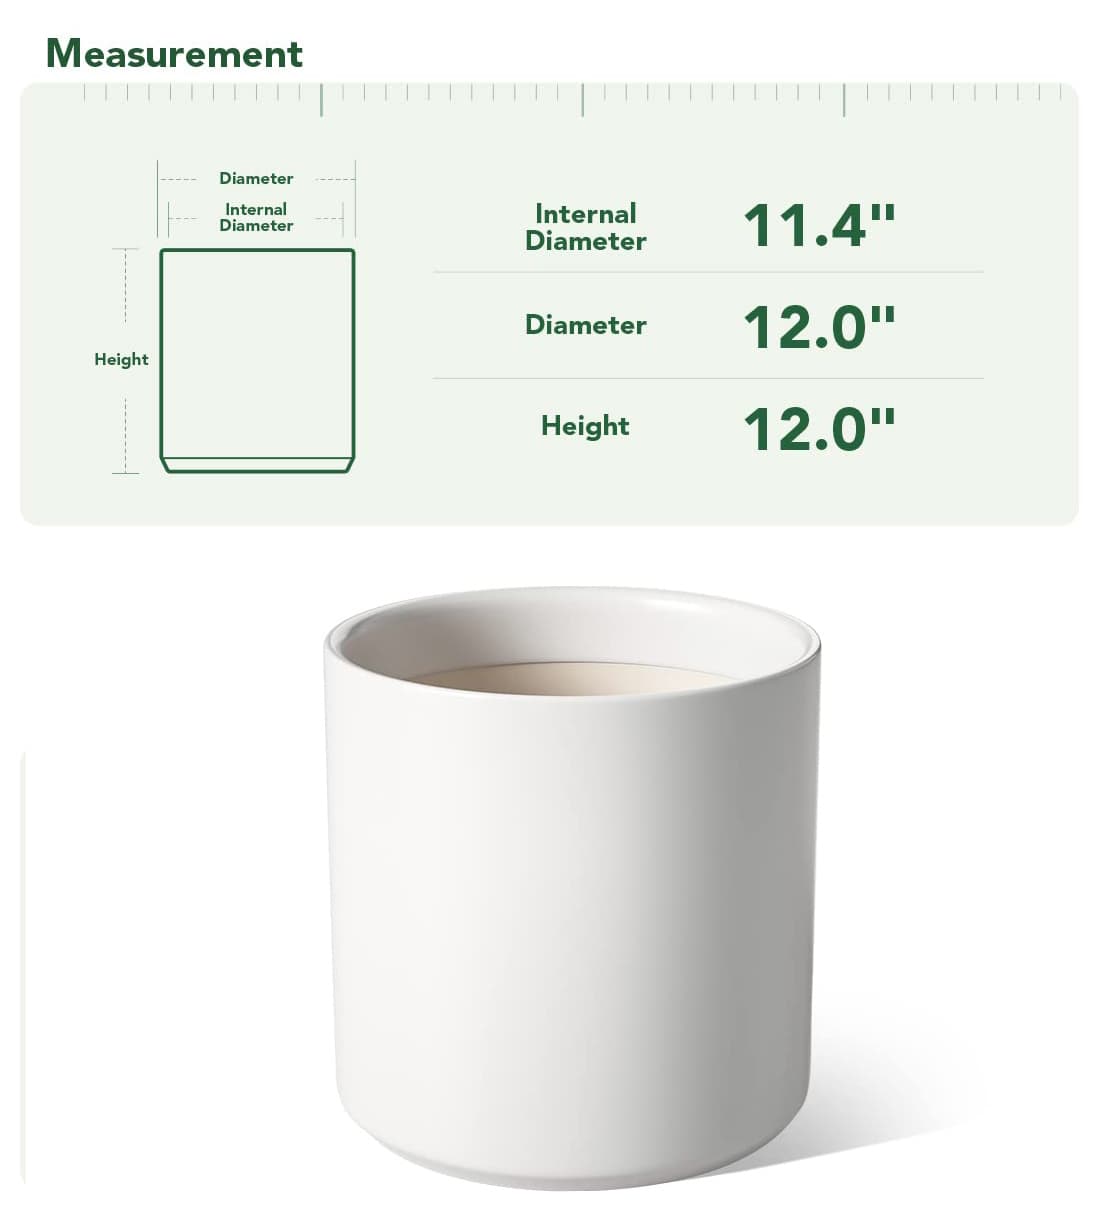 Measurement
Diameter
Internal
Diameter
Height
Internal
Diameter
11.4"
Diameter
12.0"
Height
12.0"